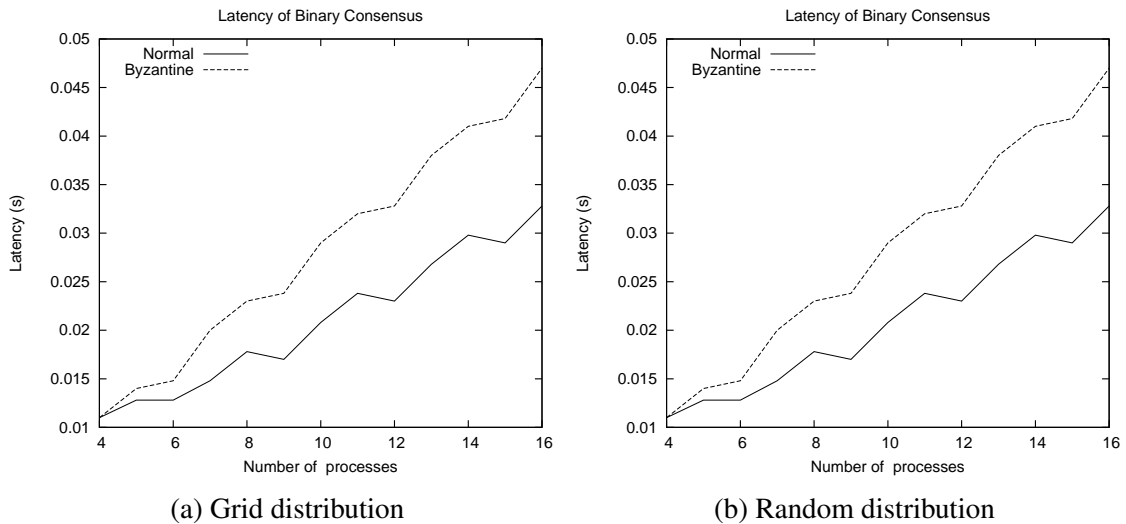 Latency of Binary Consensus
0.05
Normal
Byzantine
0.045
0.04
0.035
0.03
0.025
0.02
0.015
0.01
Latency (s)
4 6 8 10 12 14 16
Number of processes
(a) Grid distribution
Latency of Binary Consensus
0.05
Normal
Byzantine
0.045
0.04
0.035
0.03
0.025
0.02
0.015
0.01
Latency (s)
4 6 8 10 12 14 16
Number of processes
(b) Random distribution